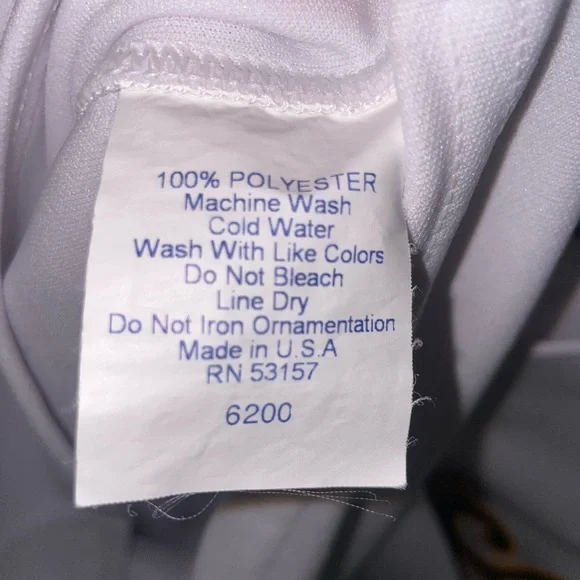 100% POLYESTER
Machine Wash
Cold Water
Wash With Like Colors
Do Not Bleach
Line Dry
Do Not Iron Ornamentation
Made in U.S.A
RN 53157
6200